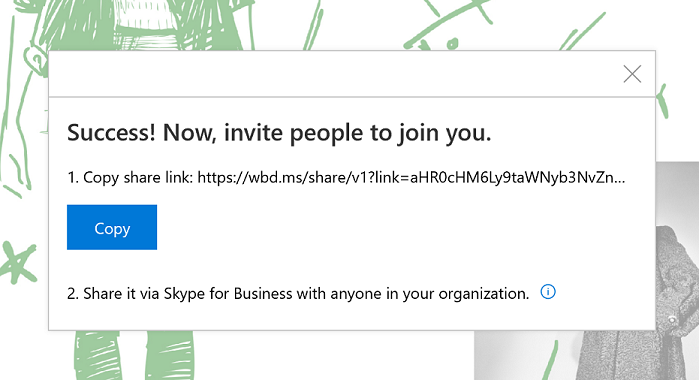 Success! Now, invite people to join you.
1. Copy share link: https://wbd.ms/share/v1?link=aHR0cHM6Ly9taWNyb3NvZn...
Copy
2. Share it via Skype for Business with anyone in your organization.